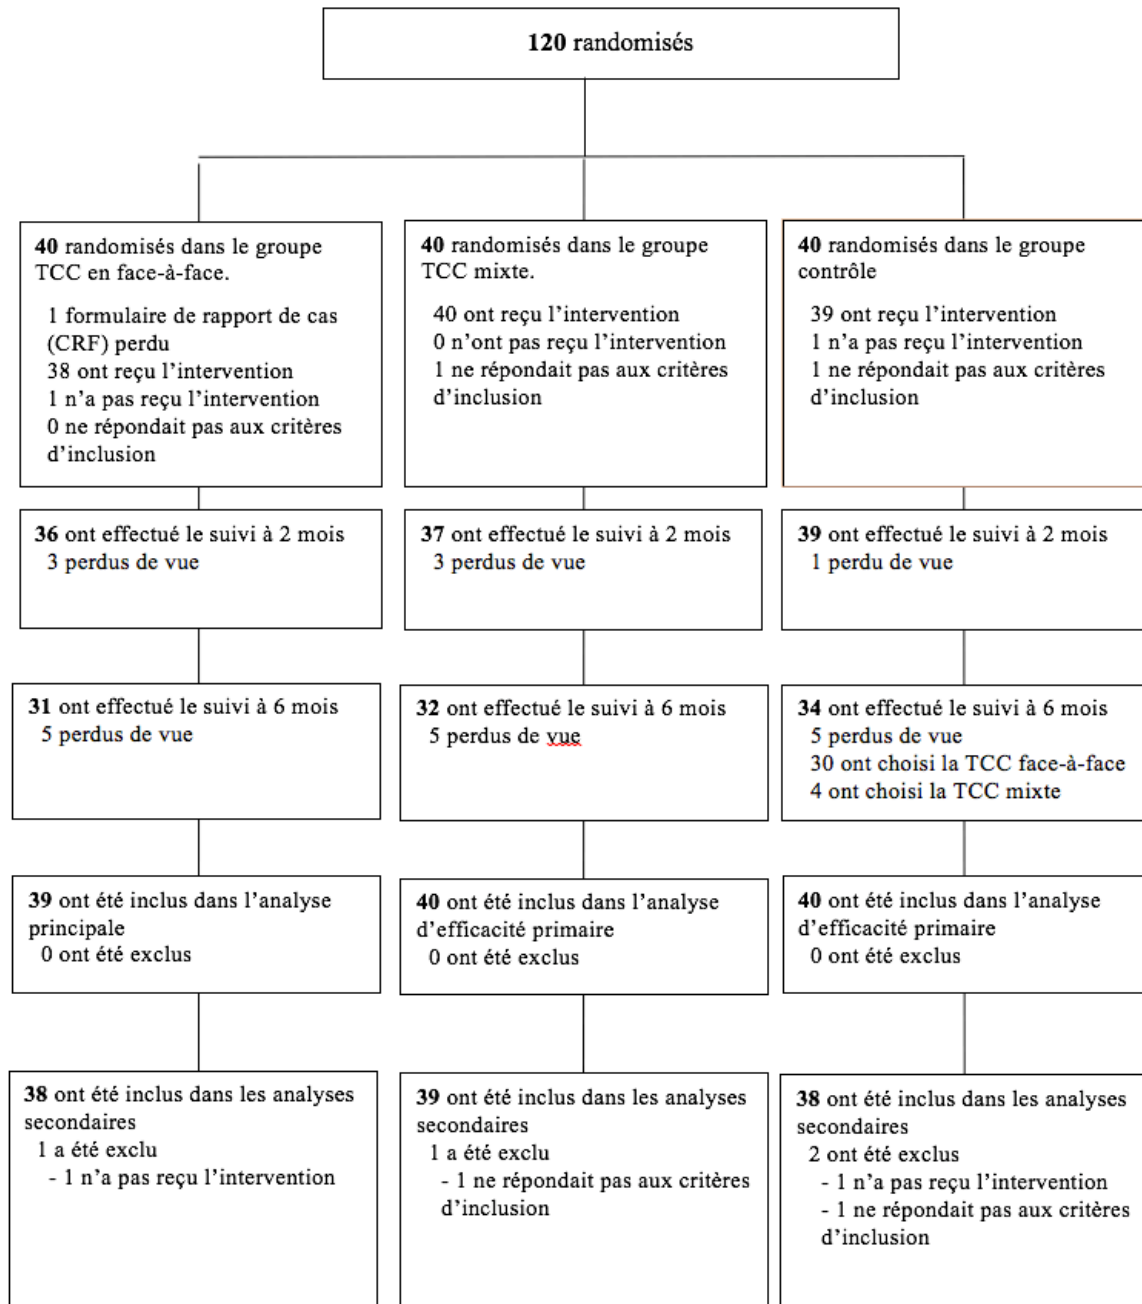 120 randomisés
40 randomisés dans le groupe
TCC en face-à-face.
1 formulaire de rapport de cas
(CRF) perdu
38 ont reçu l’intervention
1 n’a pas reçu l’intervention
0 ne répondait pas aux critères
d’inclusion
40 randomisés dans le groupe
TCC mixte.
40 ont reçu l’intervention
0 n’ont pas reçu l’intervention
1 ne répondait pas aux critères
d’inclusion
40 randomisés dans le groupe
contrôle
39 ont reçu l’intervention
1 n’a pas reçu l’intervention
1 ne répondait pas aux critères
d’inclusion
36 ont effectué le suivi à 2 mois
3 perdus de vue
37 ont effectué le suivi à 2 mois
3 perdus de vue
39 ont effectué le suivi à 2 mois
1 perdu de vue
31 ont effectué le suivi à 6 mois
5 perdus de vue
32 ont effectué le suivi à 6 mois
5 perdus de vue
34 ont effectué le suivi à 6 mois
5 perdus de vue
30 ont choisi la TCC face-à-face
4 ont choisi la TCC mixte
39 ont été inclus dans l’analyse
principale
0 ont été exclus
40 ont été inclus dans l’analyse
d’efficacité primaire
0 ont été exclus
40 ont été inclus dans l’analyse
d’efficacité primaire
0 ont été exclus
38 ont été inclus dans les analyses
secondaires
1 a été exclu
- 1 n’a pas reçu l’intervention
39 ont été inclus dans les analyses
secondaires
1 a été exclu
- 1 ne répondait pas aux critères
d’inclusion
38 ont été inclus dans les analyses
secondaires
2 ont été exclus
- 1 n’a pas reçu l’intervention
- 1 ne répondait pas aux critères
d’inclusion